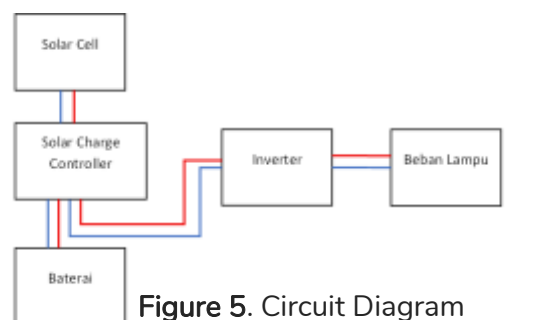 Solar Cell
Solar Charge
Controller
Inverter
Beban Lampu
Baterai
Figure 5. Circuit Diagram